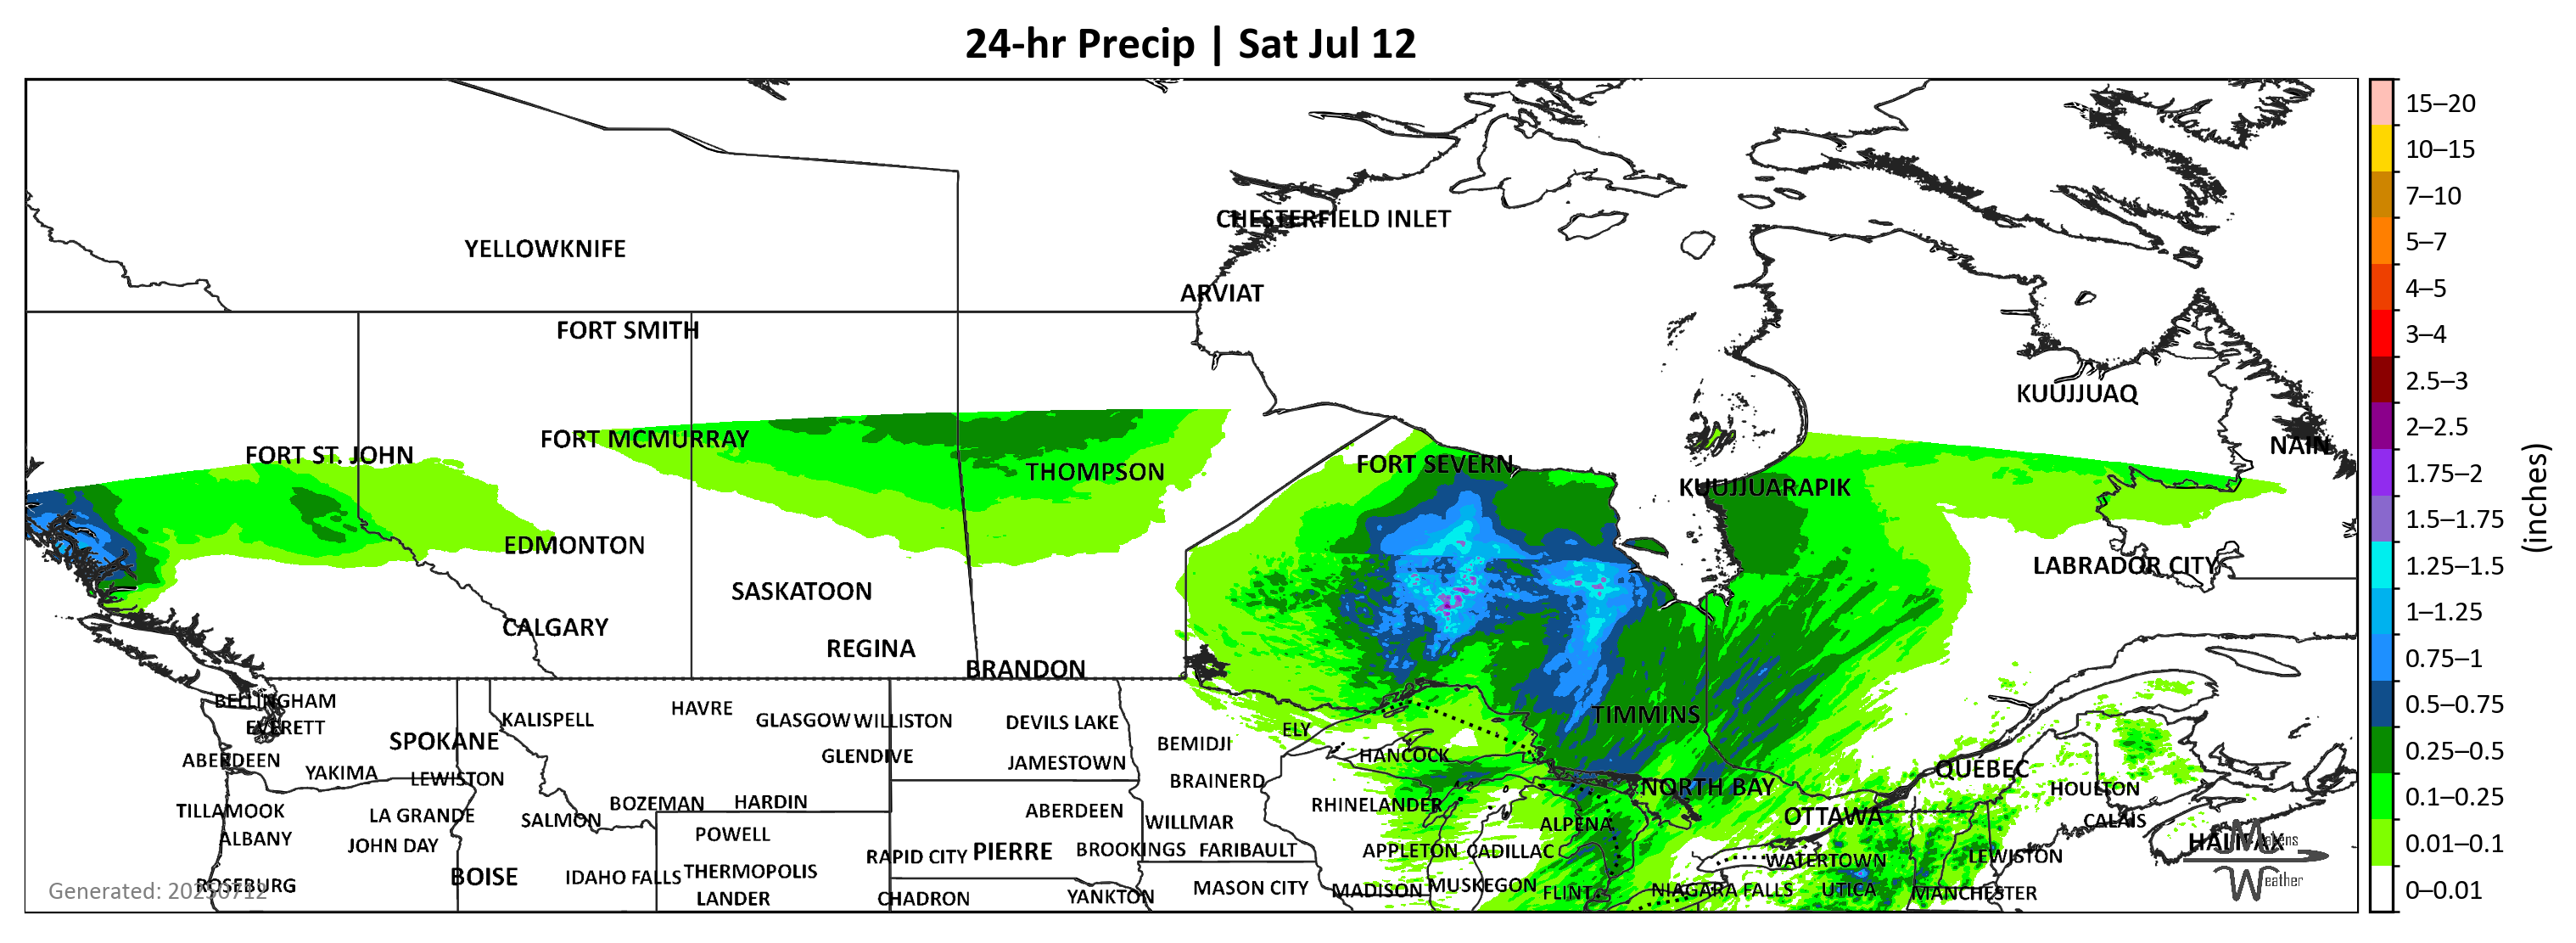 24-hr Precip | Sat Jul 12
15–20
10–15
7–10
5–7
4–5
3–4
2.5–3
2–2.5
1.75–2
1.5–1.75
1.25–1.5
1–1.25
0.75–1
0.5–0.75
0.25–0.5
0.1–0.25
0.01–0.1
0–0.01
(inches)
CHESTERFIELD INLET
YELLOWKNIFE
ARVIAT
FORT SMITH
KUUJJUAQ
FORT MCMURRAY
NAIN
FORT ST. JOHN
FORT SEVERN
THOMPSON
KUUJJUARAPIK
EDMONTON
LABRADOR CITY
SASKATOON
CALGARY
REGINA
BRANDON
BELLINGHAM
HAVRE
TIMMINS
KALISPELL
GLASGOW WILLISTON
DEVILS LAKE
EVERETT
ELY
SPOKANE
BEMIDJI
GLENDIVE
HANCOCK
ABERDEEN
JAMESTOWN
QUÉBEC
YAKIMA
LEWISTON
BRAINERD
NORTH BAY
HOULTON
BOZEMAN
HARDIN
RHINELANDER
TILLAMOOK
LA GRANDE
ABERDEEN
OTTAWA
SALMON
WILLMAR
ALPENA
CALAIS
ALBANY
POWELL
JOHN DAY
HALIFAX
Matens
Weather
RAPID CITY PIERRE
BROOKINGS FARIBAULT
APPLETON CADILLAC
WATERTOWN
LEWISTON
BOISE
IDAHO FALLS
THERMOPOLIS
ROSEBURG
MASON CITY
MADISON
MUSKEGON
FLINT
NIAGARA FALLS
UTICA
MANCHESTER
LANDER
CHADRON
YANKTON
Generated: 20250712